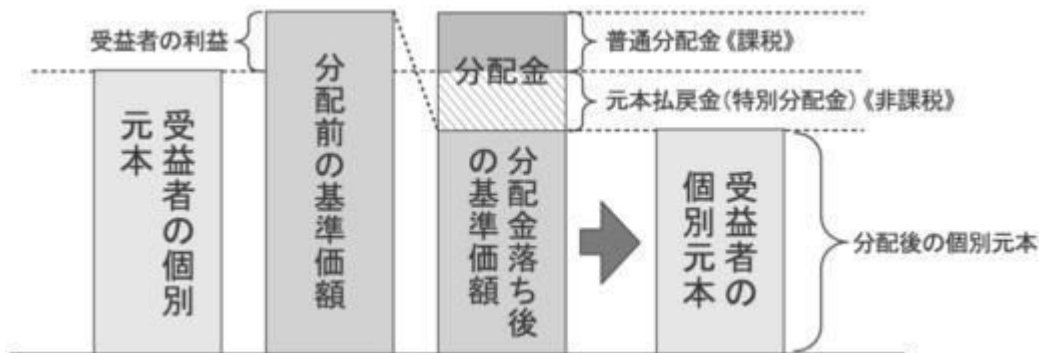 受益者の利益
受益者の個別
元本
分配前の基準価額
分配金
分配金落ち後
の基準価額
普通分配金《課税》
元本払戻金(特別分配金)《非課税》
受益者の
個別元本
分配後の個別元本